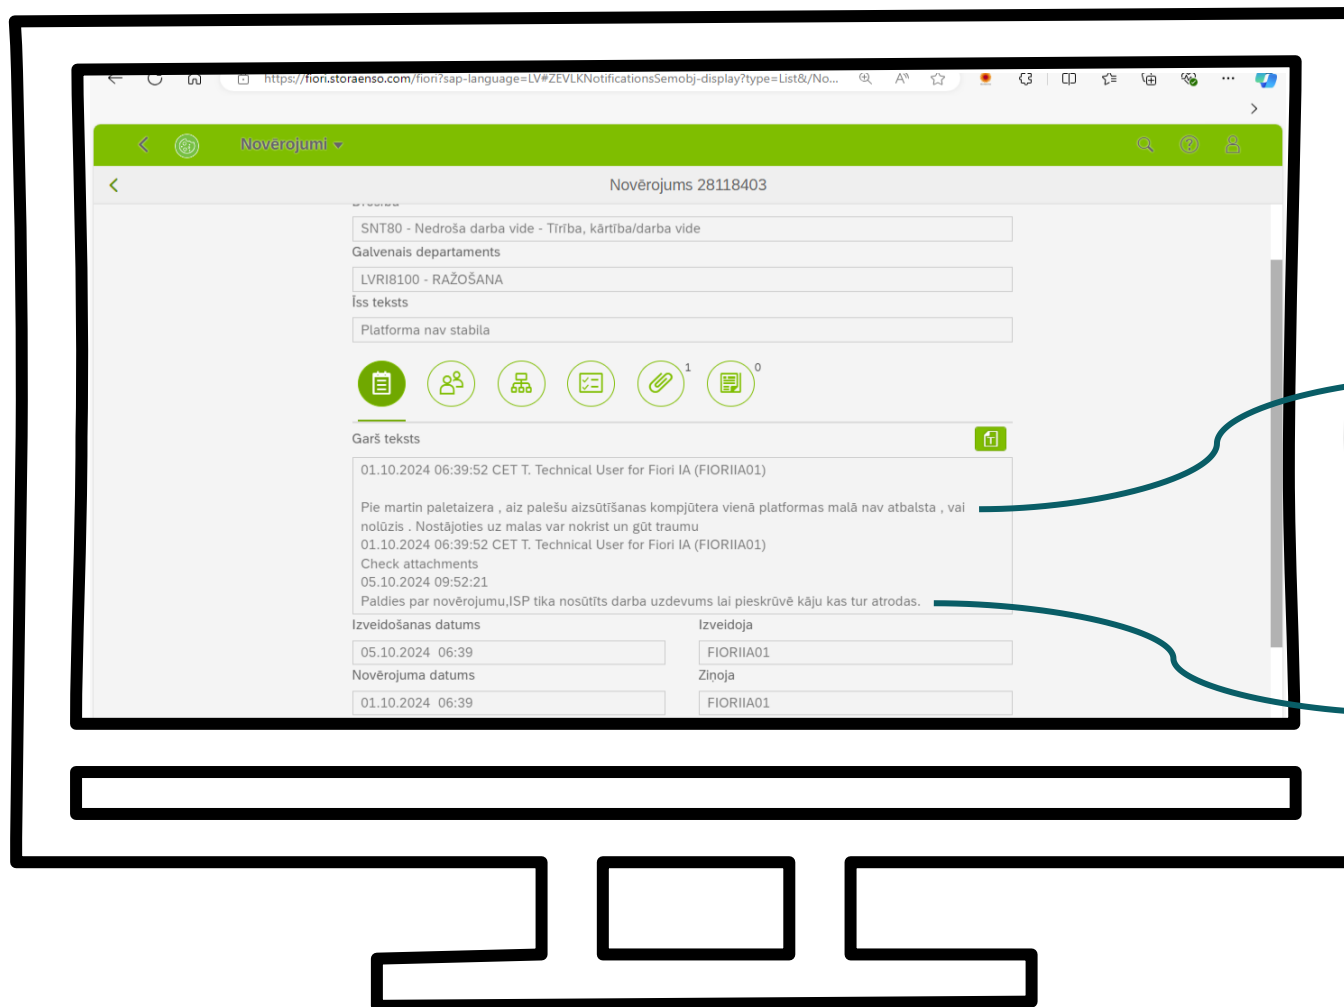 https://fiori.storaenso.com/fiori?sap-language=LV#ZEVLKNotificationsSemobj-display?type=List&/No...
Novērojumi
Novērojums 28118403
SNT80 - Nedroša darba vide - Tīrība, kārtība/darba vide
Galvenais departaments
LVRI8100 - RAŽOŠANA
Īss teksts
Platforma nav stabila
1
0
Garš teksts
01.10.2024 06:39:52 CET T. Technical User for Fiori IA (FIORIIA01)
Pie martin paletaizera , aiz palešu aizsūtīšanas kompjūtera vienā platformas malā nav atbalsta , vai
nolūzis . Nostājoties uz malas var nokrist un gūt traumu
01.10.2024 06:39:52 CET T. Technical User for Fiori IA (FIORIIA01)
Check attachments
05.10.2024 09:52:21
Paldies par novērojumu,ISP tika nosūtīts darba uzdevums lai pieskrūvē kāju kas tur atrodas.
Izveidošanas datums Izveidoja
05.10.2024 06:39 FIORIIA01
Novērojuma datums Ziņoja
01.10.2024 06:39 FIORIIA01